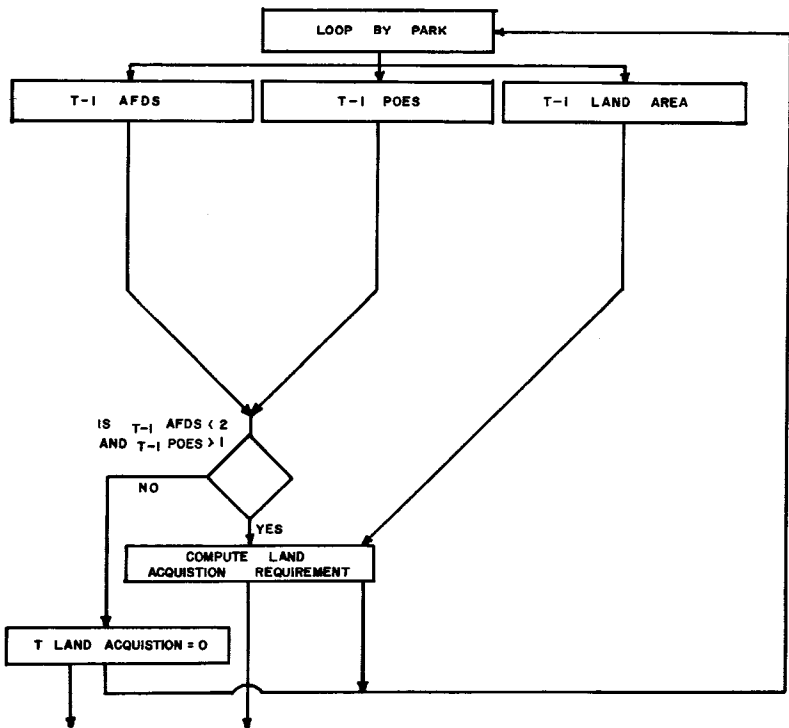 LOOP BY PARK
T-1 AFDS
T-1 POES
T-1 LAND AREA
IS T-1 AFDS < 2
AND T-1 POES > 1
NO
YES
COMPUTE LAND
ACQUISTION REQUIREMENT
T LAND ACQUISTION = 0